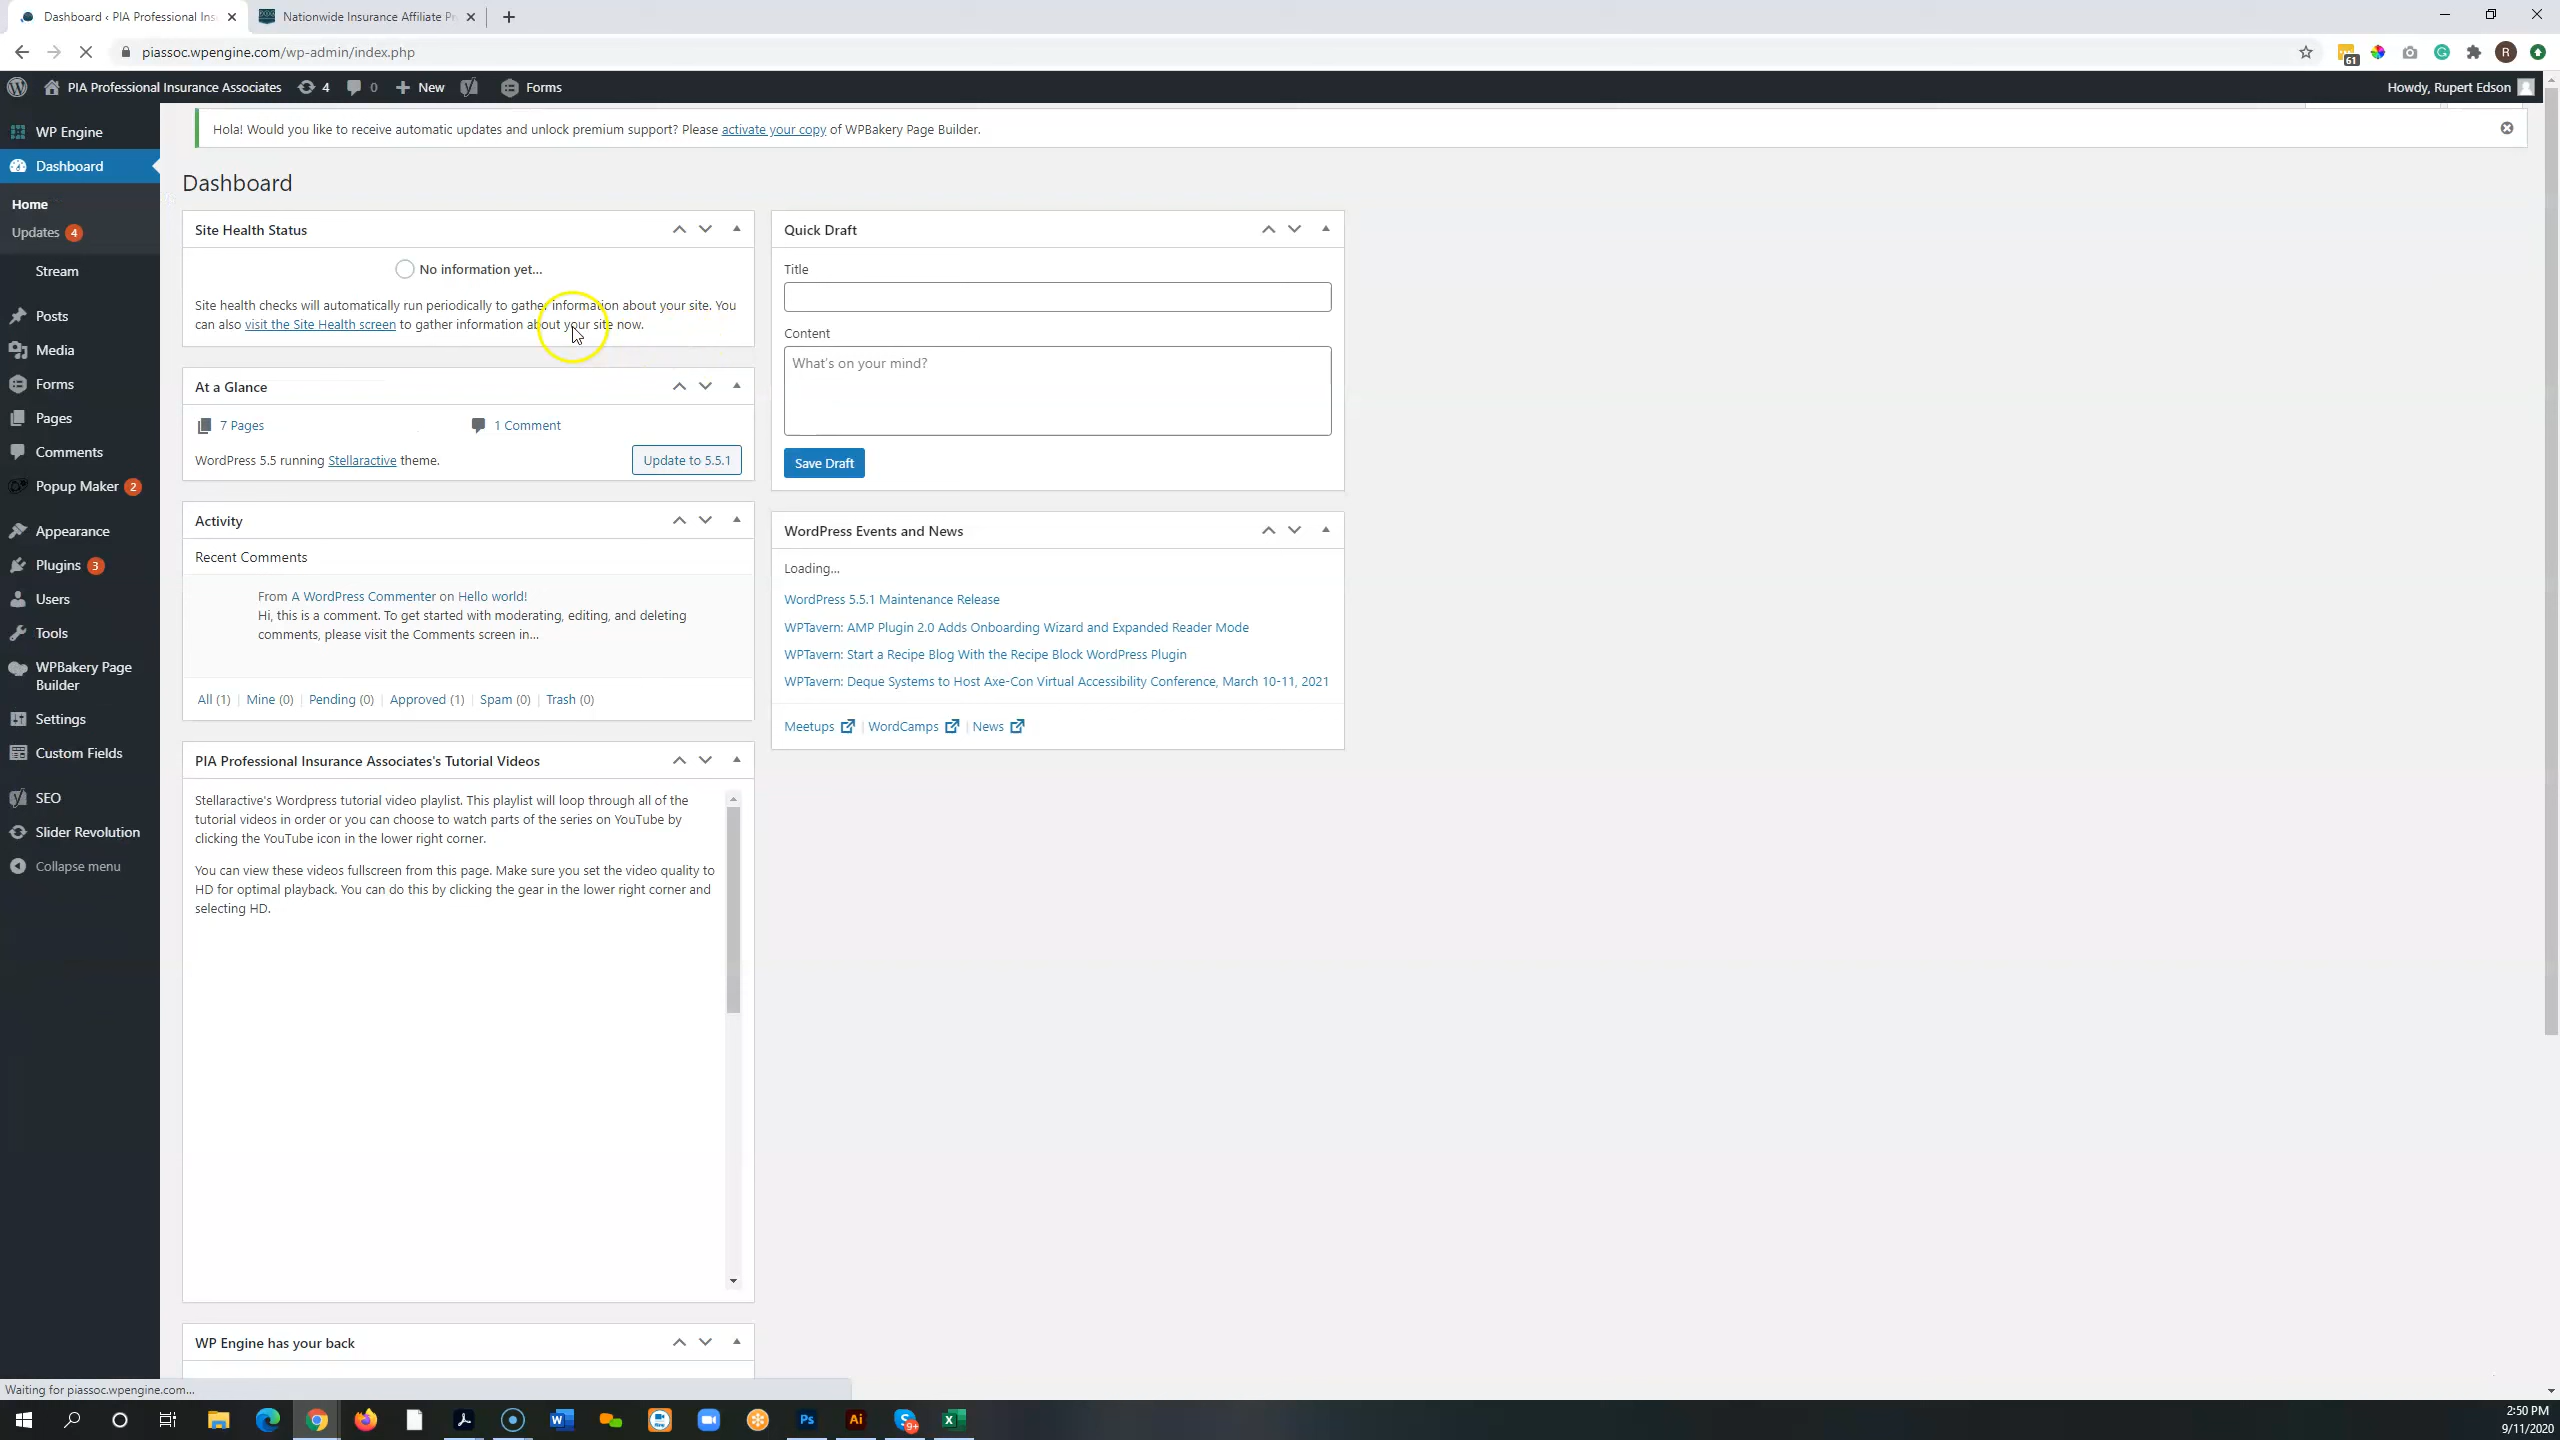 Dashboard ‹ PIA Professional Ins
Nationwide Insurance Affiliate Pr
piassoc.wpengine.com/wp-admin/index.php
61
R
PIA Professional Insurance Associates
4
0
New
Forms
Howdy, Rupert Edson
WP Engine
Dashboard
Home
Updates 4
Stream
Posts
Media
Forms
Pages
Comments
Popup Maker 2
Appearance
Plugins 3
Users
Tools
WPBakery Page
Builder
Settings
Custom Fields
SEO
Slider Revolution
Collapse menu
Hola! Would you like to receive automatic updates and unlock premium support? Please activate your copy of WPBakery Page Builder.
Dashboard
Site Health Status
No information yet...
Site health checks will automatically run periodically to gather information about your site. You
can also visit the Site Health screen to gather information about your site now.
At a Glance
7 Pages
1 Comment
WordPress 5.5 running Stellaractive theme.
Update to 5.5.1
Activity
Recent Comments
From A WordPress Commenter on Hello world!
Hi, this is a comment. To get started with moderating, editing, and deleting
comments, please visit the Comments screen in...
All (1) | Mine (0) | Pending (0) | Approved (1) | Spam (0) | Trash (0)
PIA Professional Insurance Associates's Tutorial Videos
Stellaractive's Wordpress tutorial video playlist. This playlist will loop through all of the
tutorial videos in order or you can choose to watch parts of the series on YouTube by
clicking the YouTube icon in the lower right corner.
You can view these videos fullscreen from this page. Make sure you set the video quality to
HD for optimal playback. You can do this by clicking the gear in the lower right corner and
selecting HD.
WP Engine has your back
Quick Draft
Title
Content
What's on your mind?
Save Draft
WordPress Events and News
Loading...
WordPress 5.5.1 Maintenance Release
WPTavern: AMP Plugin 2.0 Adds Onboarding Wizard and Expanded Reader Mode
WPTavern: Start a Recipe Blog With the Recipe Block WordPress Plugin
WPTavern: Deque Systems to Host Axe-Con Virtual Accessibility Conference, March 10-11, 2021
Meetups | WordCamps | News
Waiting for piassoc.wpengine.com...
W
Ps
Ai
S
9+
X
2:50 PM
9/11/2020